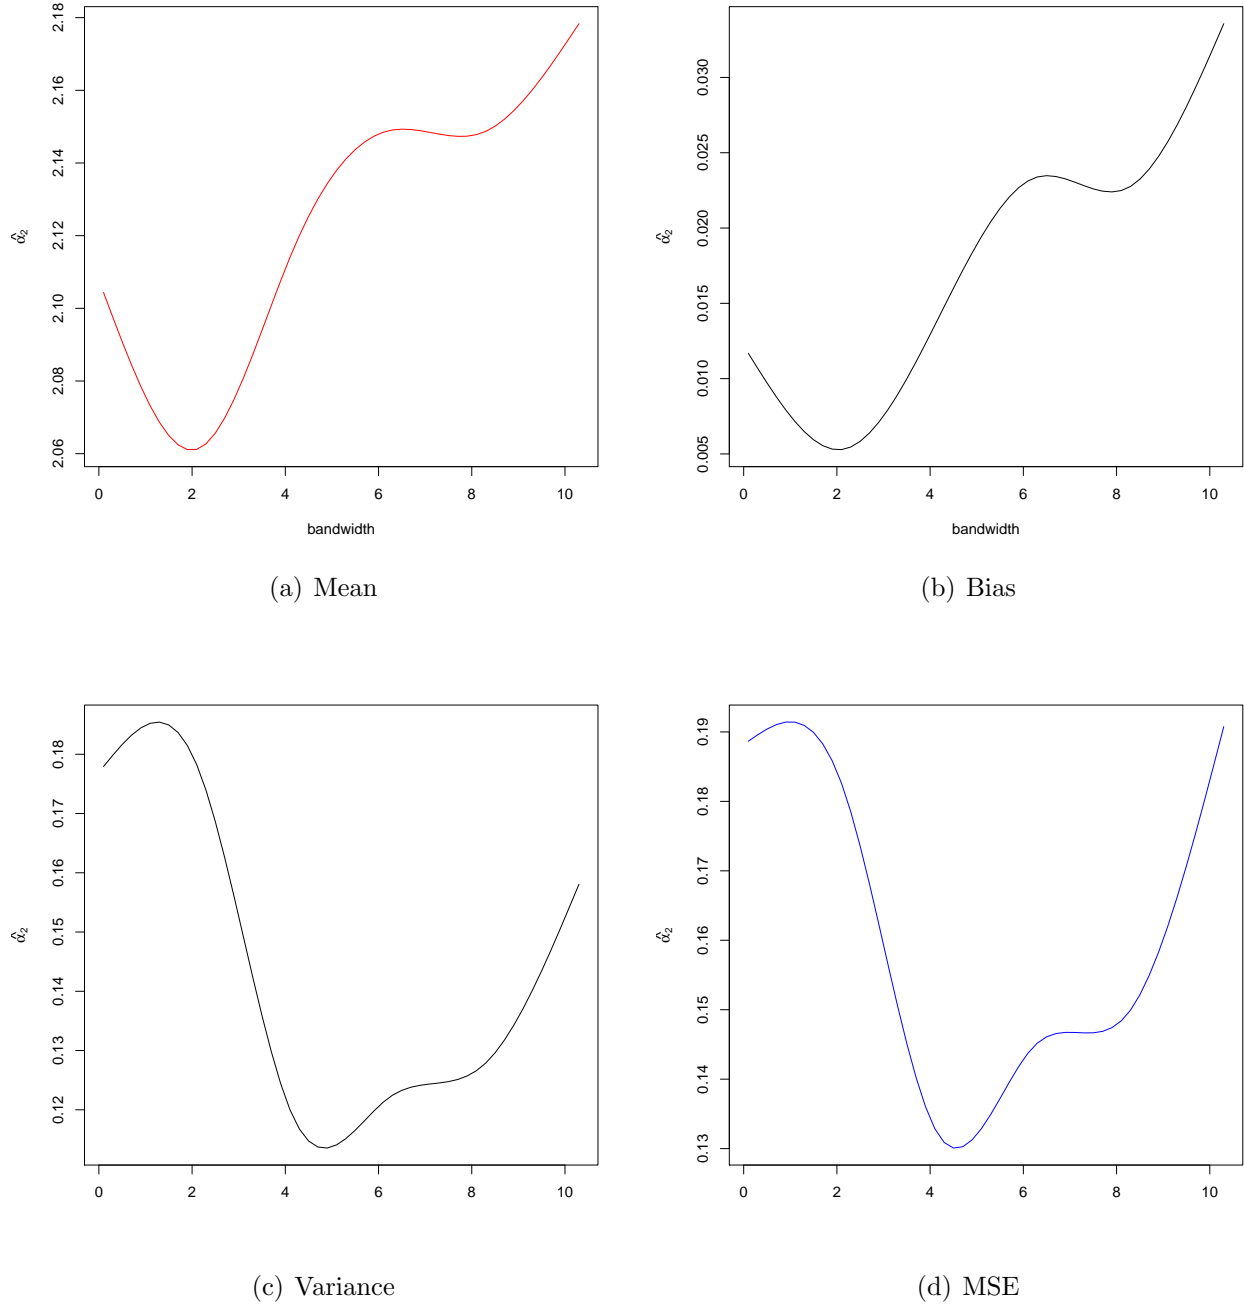 2.06 2.08 2.10 2.12 2.14 2.16 2.18
α̂₂
0 2 4 6 8 10
bandwidth
(a) Mean
0.005 0.010 0.015 0.020 0.025 0.030
α̂₂
0 2 4 6 8 10
bandwidth
(b) Bias
0.12 0.13 0.14 0.15 0.16 0.17 0.18
α̂₂
0 2 4 6 8 10
(c) Variance
0.13 0.14 0.15 0.16 0.17 0.18 0.19
α̂₂
0 2 4 6 8 10
(d) MSE